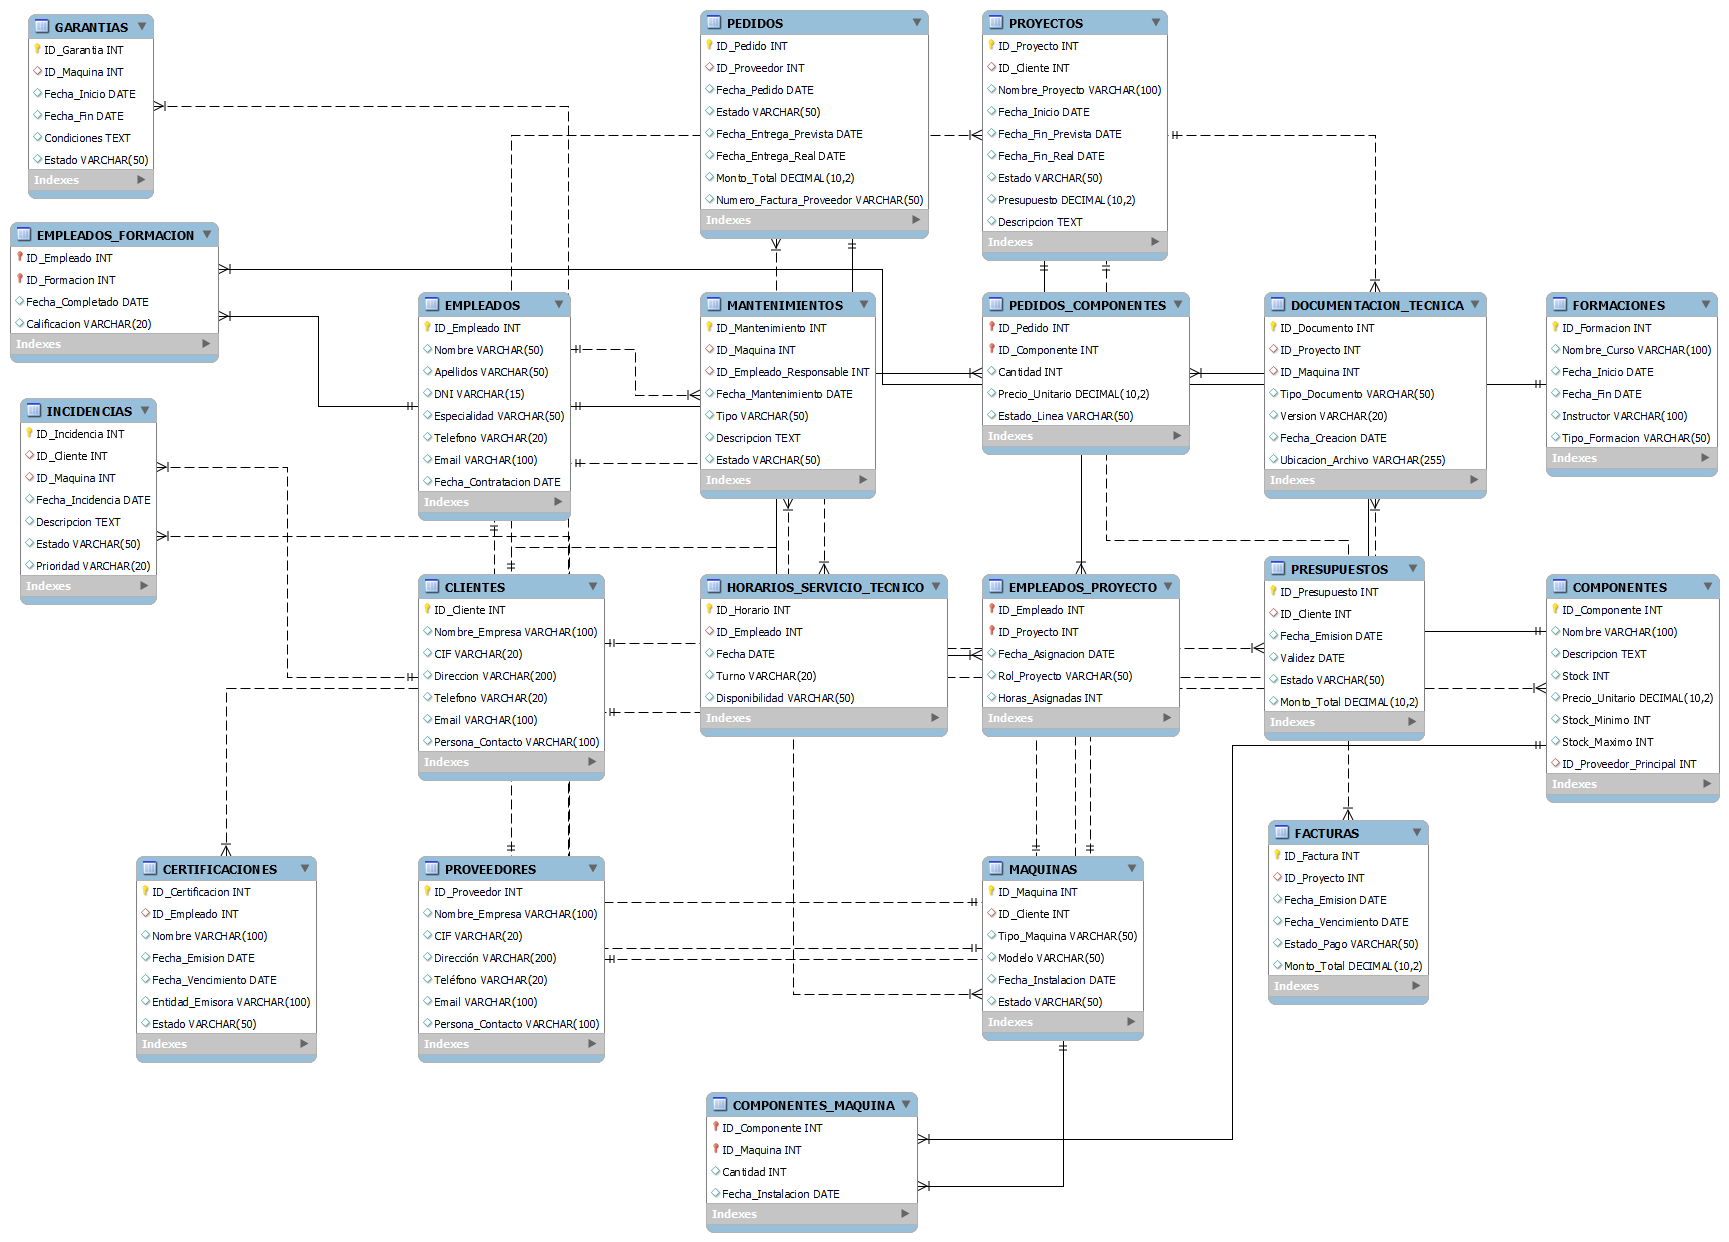 GARANTIAS
ID_Garantia INT
ID_Maquina INT
Fecha_Inicio DATE
Fecha_Fin DATE
Condiciones TEXT
Estado VARCHAR(50)
Indexes
PEDIDOS
ID_Pedido INT
ID_Proveedor INT
Fecha_Pedido DATE
Estado VARCHAR(50)
Fecha_Entrega_Prevista DATE
Fecha_Entrega_Real DATE
Monto_Total DECIMAL(10,2)
Numero_Factura_Proveedor VARCHAR(50)
Indexes
PROYECTOS
ID_Proyecto INT
ID_Cliente INT
Nombre_Proyecto VARCHAR(100)
Fecha_Inicio DATE
Fecha_Fin_Prevista DATE
Fecha_Fin_Real DATE
Estado VARCHAR(50)
Presupuesto DECIMAL(10,2)
Descripcion TEXT
Indexes
EMPLEADOS_FORMACION
ID_Empleado INT
ID_Formacion INT
Fecha_Completado DATE
Calificacion VARCHAR(20)
Indexes
EMPLEADOS
ID_Empleado INT
Nombre VARCHAR(50)
Apellidos VARCHAR(50)
DNI VARCHAR(15)
Especialidad VARCHAR(50)
Telefono VARCHAR(20)
Email VARCHAR(100)
Fecha_Contratacion DATE
Indexes
MANTENIMIENTOS
ID_Mantenimiento INT
ID_Maquina INT
ID_Empleado_Responsable INT
Fecha_Mantenimiento DATE
Tipo VARCHAR(50)
Descripcion TEXT
Estado VARCHAR(50)
Indexes
PEDIDOS_COMPONENTES
ID_Pedido INT
ID_Componente INT
Cantidad INT
Precio_Unitario DECIMAL(10,2)
Estado_Linea VARCHAR(50)
Indexes
DOCUMENTACION_TECNICA
ID_Documento INT
ID_Proyecto INT
ID_Maquina INT
Tipo_Documento VARCHAR(50)
Version VARCHAR(20)
Fecha_Creacion DATE
Ubicacion_Archivo VARCHAR(255)
Indexes
FORMACIONES
ID_Formacion INT
Nombre_Curso VARCHAR(100)
Fecha_Inicio DATE
Fecha_Fin DATE
Instructor VARCHAR(100)
Tipo_Formacion VARCHAR(50)
Indexes
INCIDENCIAS
ID_Incidencia INT
ID_Cliente INT
ID_Maquina INT
Fecha_Incidencia DATE
Descripcion TEXT
Estado VARCHAR(50)
Prioridad VARCHAR(20)
Indexes
CLIENTES
ID_Cliente INT
Nombre_Empresa VARCHAR(100)
CIF VARCHAR(20)
Direccion VARCHAR(200)
Telefono VARCHAR(20)
Email VARCHAR(100)
Persona_Contacto VARCHAR(100)
Indexes
HORARIOS_SERVICIO_TECNICO
ID_Horario INT
ID_Empleado INT
Fecha DATE
Turno VARCHAR(20)
Disponibilidad VARCHAR(50)
Indexes
EMPLEADOS_PROYECTO
ID_Empleado INT
ID_Proyecto INT
Fecha_Asignacion DATE
Rol_Proyecto VARCHAR(50)
Horas_Asignadas INT
Indexes
PRESUPUESTOS
ID_Presupuesto INT
ID_Cliente INT
Fecha_Emision DATE
Validez DATE
Estado VARCHAR(50)
Monto_Total DECIMAL(10,2)
Indexes
COMPONENTES
ID_Componente INT
Nombre VARCHAR(100)
Descripcion TEXT
Stock INT
Precio_Unitario DECIMAL(10,2)
Stock_Minimo INT
Stock_Maximo INT
ID_Proveedor_Principal INT
Indexes
CERTIFICACIONES
ID_Certificacion INT
ID_Empleado INT
Nombre VARCHAR(100)
Fecha_Emision DATE
Fecha_Vencimiento DATE
Entidad_Emisora VARCHAR(100)
Estado VARCHAR(50)
Indexes
PROVEEDORES
ID_Proveedor INT
Nombre_Empresa VARCHAR(100)
CIF VARCHAR(20)
Dirección VARCHAR(200)
Teléfono VARCHAR(20)
Email VARCHAR(100)
Persona_Contacto VARCHAR(100)
Indexes
MAQUINAS
ID_Maquina INT
ID_Cliente INT
Tipo_Maquina VARCHAR(50)
Modelo VARCHAR(50)
Fecha_Instalacion DATE
Estado VARCHAR(50)
Indexes
FACTURAS
ID_Factura INT
ID_Proyecto INT
Fecha_Emision DATE
Fecha_Vencimiento DATE
Estado_Pago VARCHAR(50)
Monto_Total DECIMAL(10,2)
Indexes
COMPONENTES_MAQUINA
ID_Componente INT
ID_Maquina INT
Cantidad INT
Fecha_Instalacion DATE
Indexes